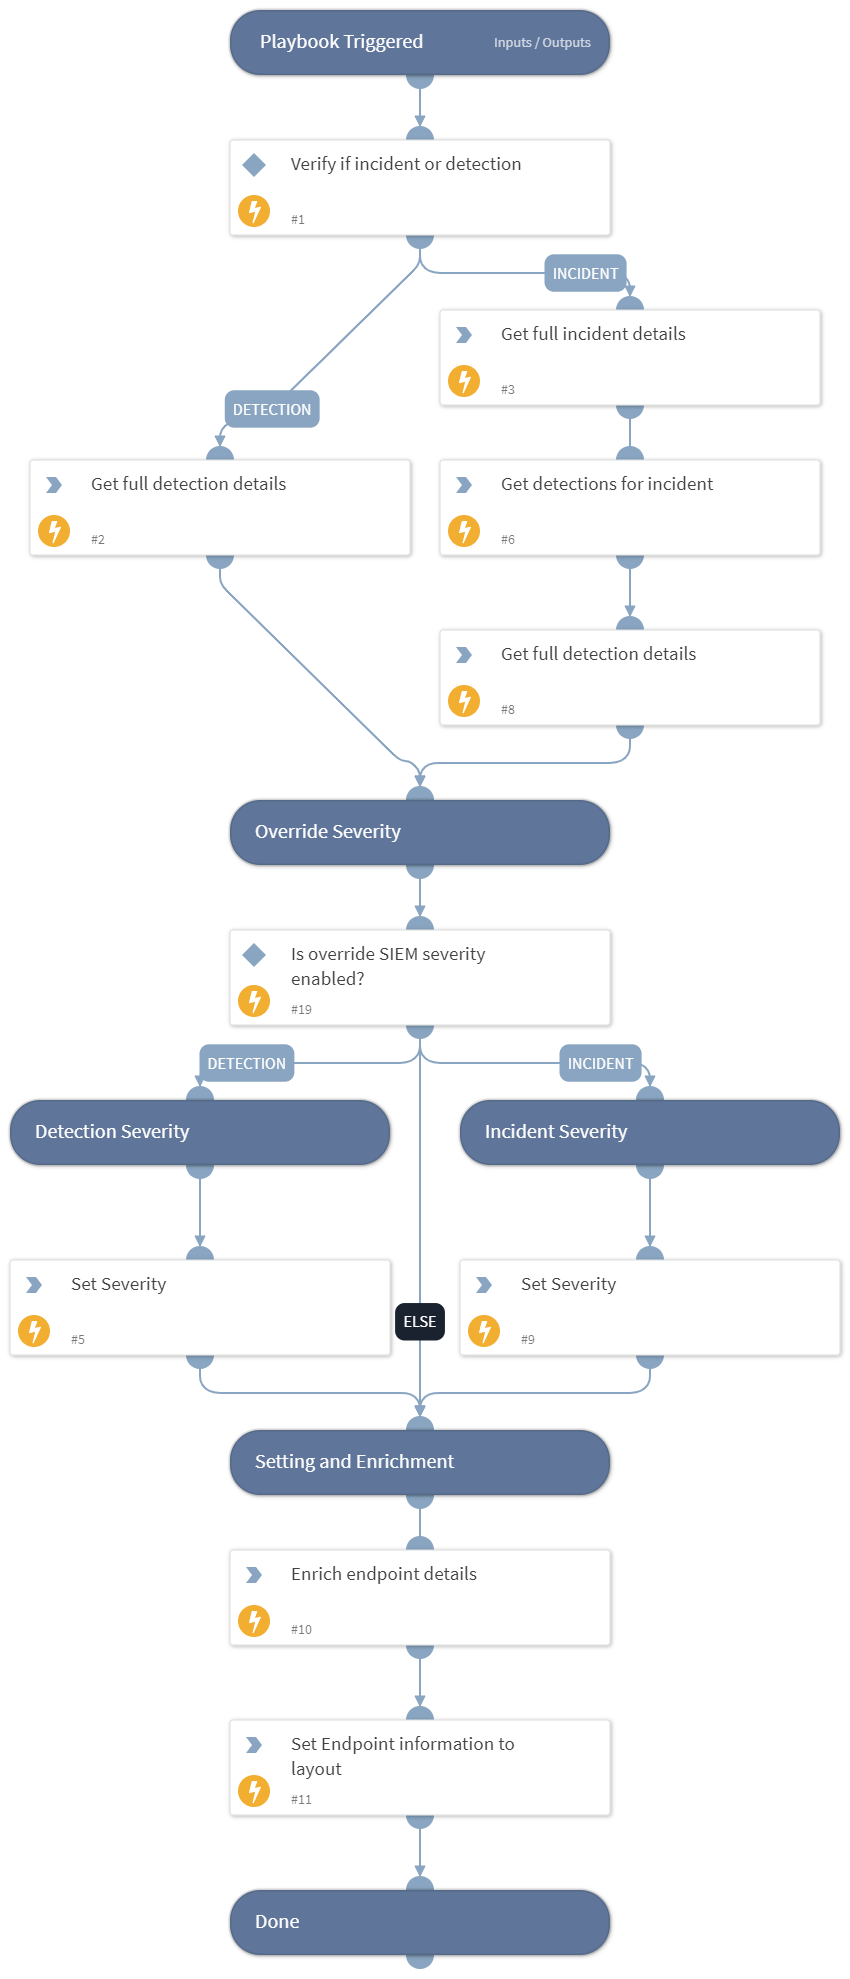 Playbook Triggered
Inputs / Outputs
Verify if incident or detection
#1
INCIDENT
Get full incident details
#3
DETECTION
Get full detection details
#2
Get detections for incident
#6
Get full detection details
#8
Override Severity
Is override SIEM severity
enabled?
#19
DETECTION
INCIDENT
Detection Severity
Incident Severity
Set Severity
#5
ELSE
Set Severity
#9
Setting and Enrichment
Enrich endpoint details
#10
Set Endpoint information to
layout
#11
Done